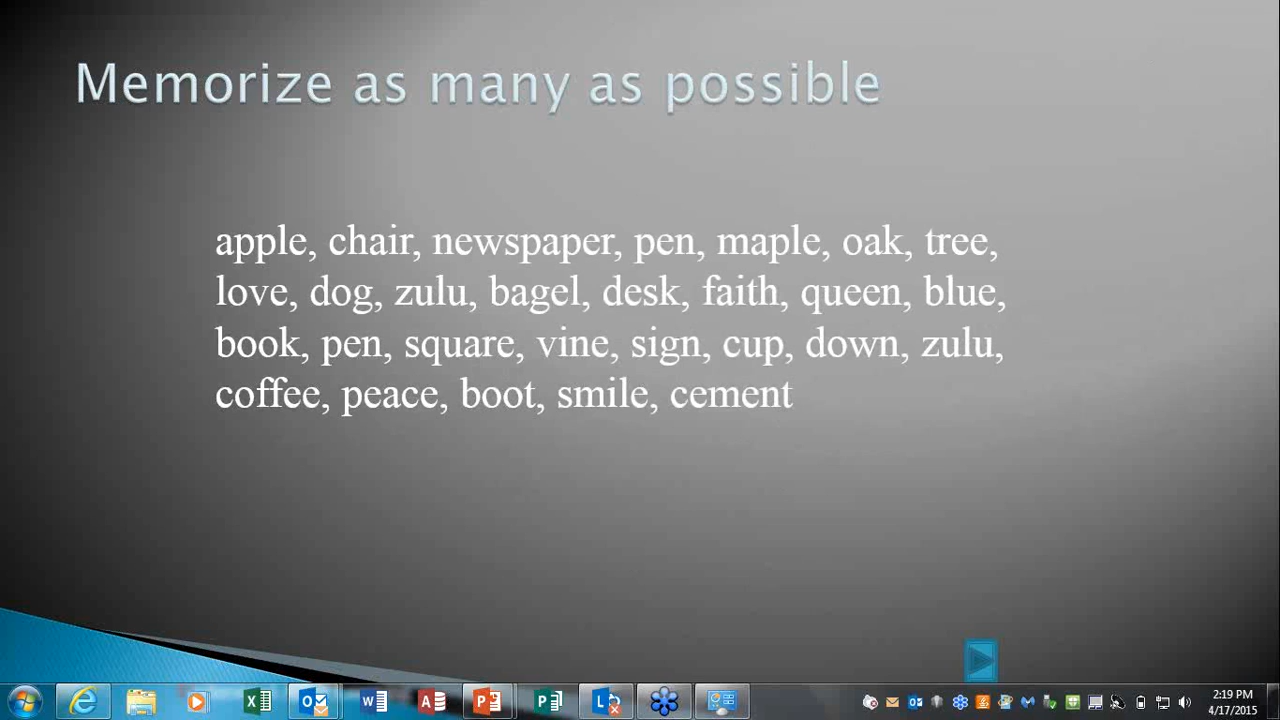 Memorize as many as possible
apple, chair, newspaper, pen, maple, oak, tree,
love, dog, zulu, bagel, desk, faith, queen, blue,
book, pen, square, vine, sign, cup, down, zulu,
coffee, peace, boot, smile, cement
2:19 PM
4/17/2015